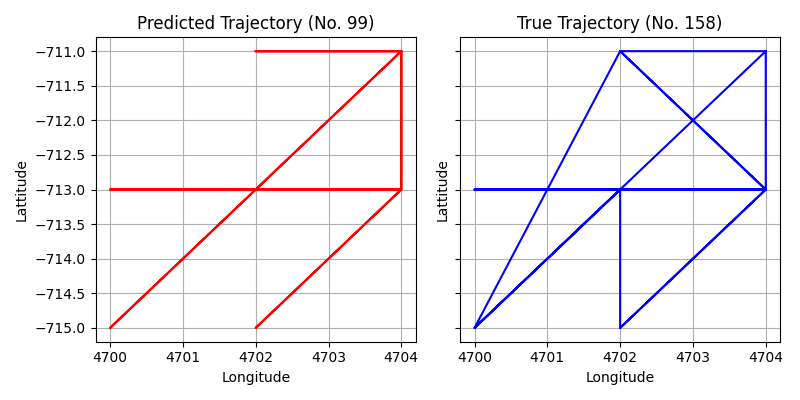 Predicted Trajectory (No. 99)
True Trajectory (No. 158)
−711.0
−711.5
−712.0
−712.5
−713.0
−713.5
−714.0
−714.5
−715.0
Lattitude
Lattitude
4700 4701 4702 4703 4704
4700 4701 4702 4703 4704
Longitude
Longitude